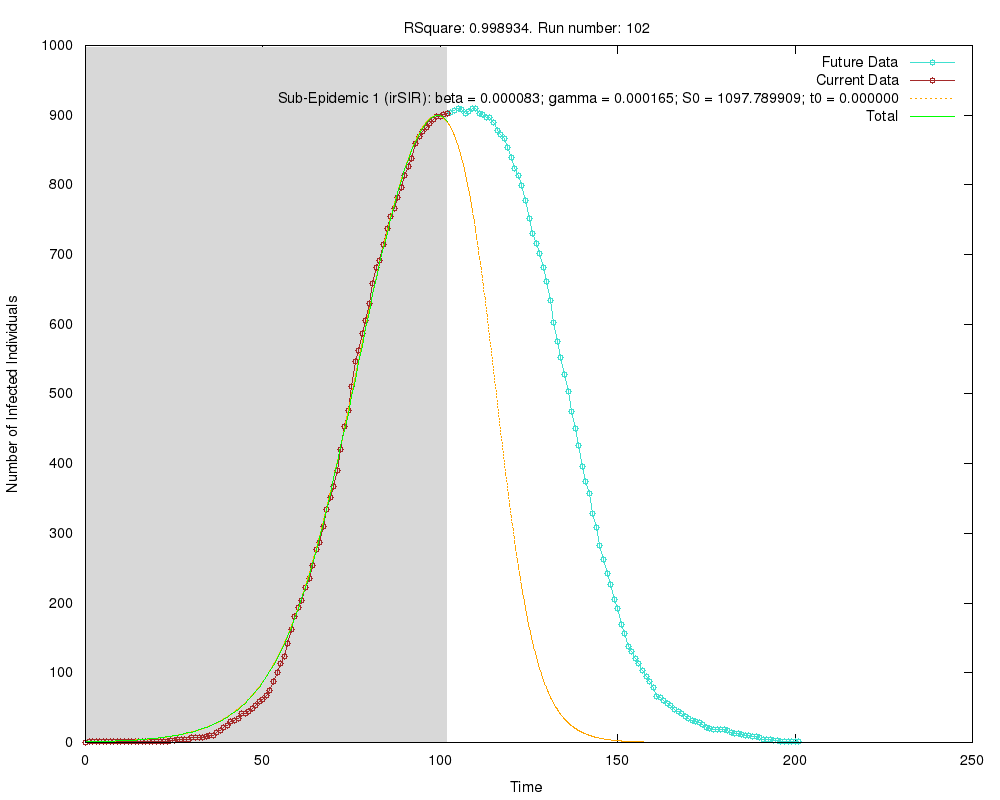 RSquare: 0.998934. Run number: 102
1000
900
800
700
600
500
400
300
200
100
0
Number of Infected Individuals
Future Data
Current Data
Sub-Epidemic 1 (irSIR): beta = 0.000083; gamma = 0.000165; S0 = 1097.789909; t0 = 0.000000
Total
0 50 100 150 200 250
Time